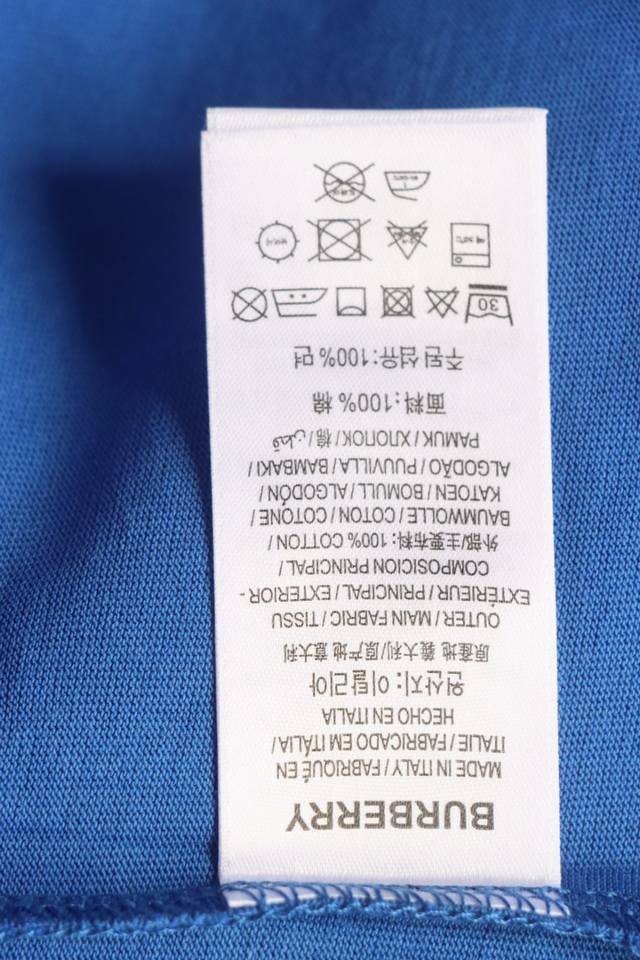 BURBERRY
MADE IN ITALY / FABRIQUÉ EN
ITALIE / FABRICADO EM ITÁLIA /
HECHO EN ITALIA
원산지: 이탈리아
原產地 義大利/原产地 意大利
OUTER / MAIN FABRIC / TISSU
EXTÉRIEUR / PRINCIPAL / EXTERIOR -
COMPOSICION PRINCIPAL /
外部/主要布料: 100% COTTON /
BAUMWOLLE / COTON / COTONE /
KATOEN / BOMULL / ALGODÓN /
ALGODÃO / PUUVILLA / BAMBAKI /
PAMUK / ХЛОПОК / 棉 / قطن
面料: 100% 棉
주된 섬유: 100% 면
30